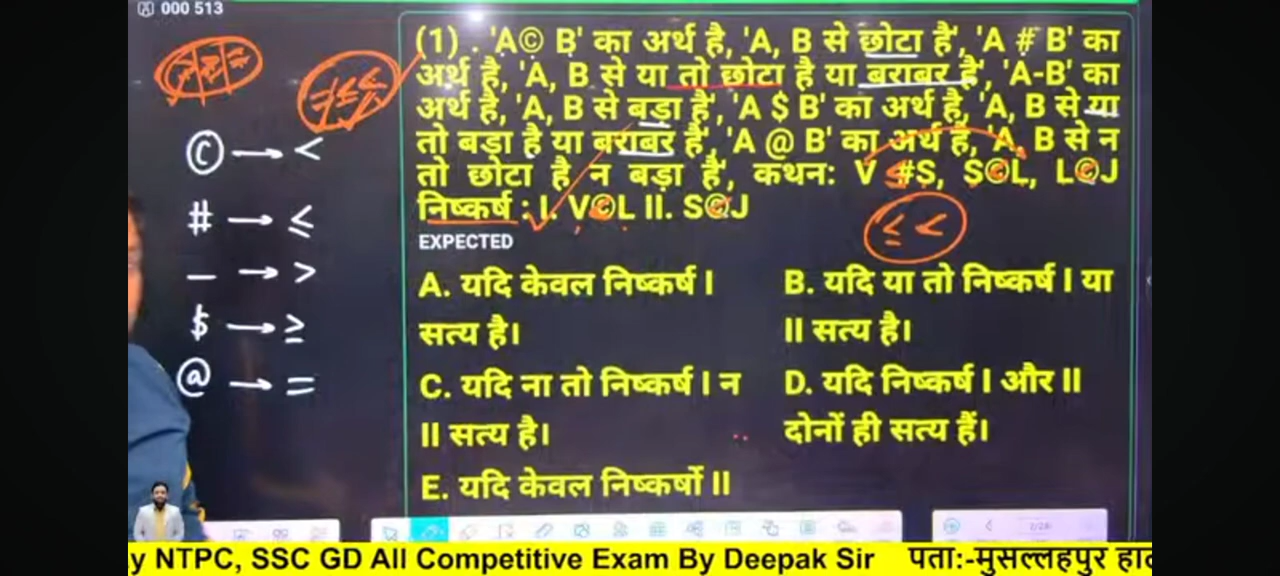 000 513
(1) . 'A© B' का अर्थ है, 'A, B से छोटा है', 'A # B' का
अर्थ है, 'A, B से या तो छोटा है या बराबर है', 'A-B' का
अर्थ है, 'A, B से बड़ा है', 'A $ B' का अर्थ है, 'A, B से या
तो बड़ा है या बराबर है', 'A @ B' का अर्थ है, 'A, B से न
तो छोटा है न बड़ा है', कथन: V #S, S©L, L©J
निष्कर्ष : I. V©L II. S@J
≤ <
EXPECTED
© → <
# → ≤
– → >
$ → ≥
@ → =
A. यदि केवल निष्कर्ष I
सत्य है।
B. यदि या तो निष्कर्ष I या
II सत्य है।
C. यदि ना तो निष्कर्ष I न
II सत्य है।
D. यदि निष्कर्ष I और II
दोनों ही सत्य हैं।
E. यदि केवल निष्कर्षो II
y NTPC, SSC GD All Competitive Exam By Deepak Sir पता:-मुसल्लहपुर हाट